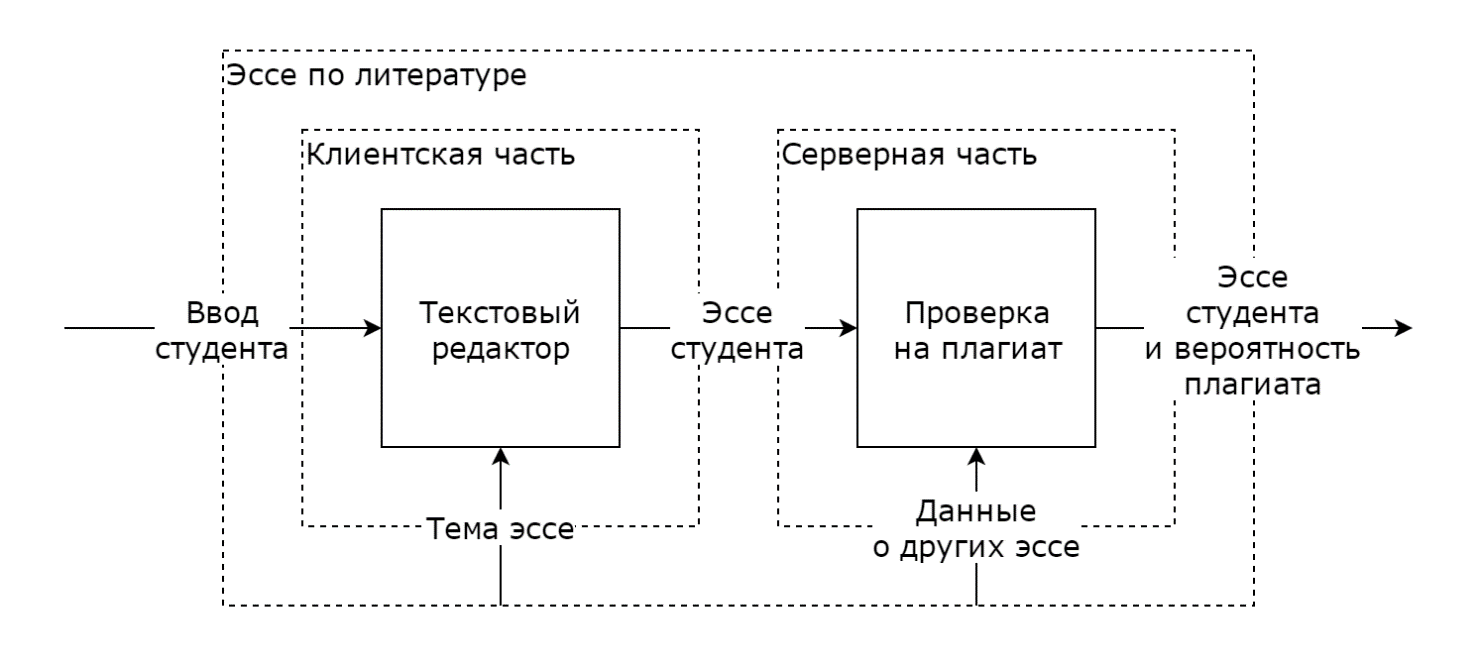 Эссе по литературе
Клиентская часть
Серверная часть
Ввод
студента
Текстовый
редактор
Эссе
студента
Проверка
на плагиат
Эссе
студента
и вероятность
плагиата
Тема эссе
Данные
о других эссе